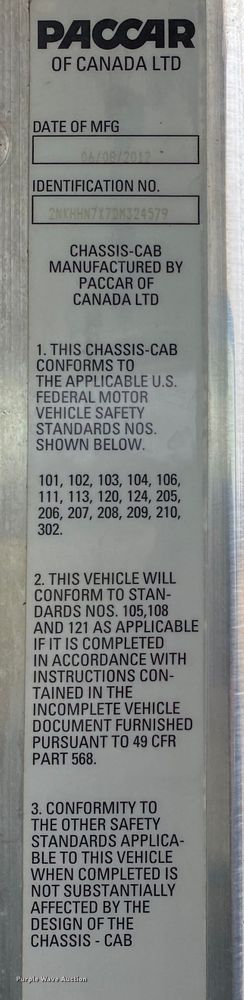 PACCAR
OF CANADA LTD
DATE OF MFG
06/08/2012
IDENTIFICATION NO.
2NKHHN7X7DM324579
CHASSIS-CAB
MANUFACTURED BY
PACCAR OF
CANADA LTD
1. THIS CHASSIS-CAB
CONFORMS TO
THE APPLICABLE U.S.
FEDERAL MOTOR
VEHICLE SAFETY
STANDARDS NOS.
SHOWN BELOW.
101, 102, 103, 104, 106,
111, 113, 120, 124, 205,
206, 207, 208, 209, 210,
302.
2. THIS VEHICLE WILL
CONFORM TO STAN-
DARDS NOS. 105,108
AND 121 AS APPLICABLE
IF IT IS COMPLETED
IN ACCORDANCE WITH
INSTRUCTIONS CON-
TAINED IN THE
INCOMPLETE VEHICLE
DOCUMENT FURNISHED
PURSUANT TO 49 CFR
PART 568.
3. CONFORMITY TO
THE OTHER SAFETY
STANDARDS APPLICA-
BLE TO THIS VEHICLE
WHEN COMPLETED IS
NOT SUBSTANTIALLY
AFFECTED BY THE
DESIGN OF THE
CHASSIS - CAB
Purple Wave Auction